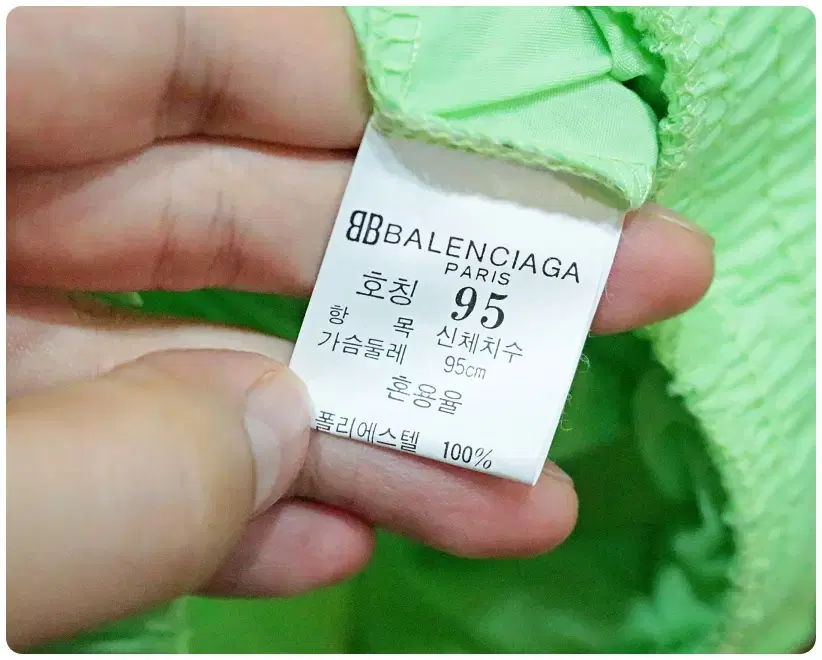 BB BALENCIAGA
PARIS
호칭 95
항 목 신체치수
가슴둘레 95cm
혼용율
폴리에스텔 100%